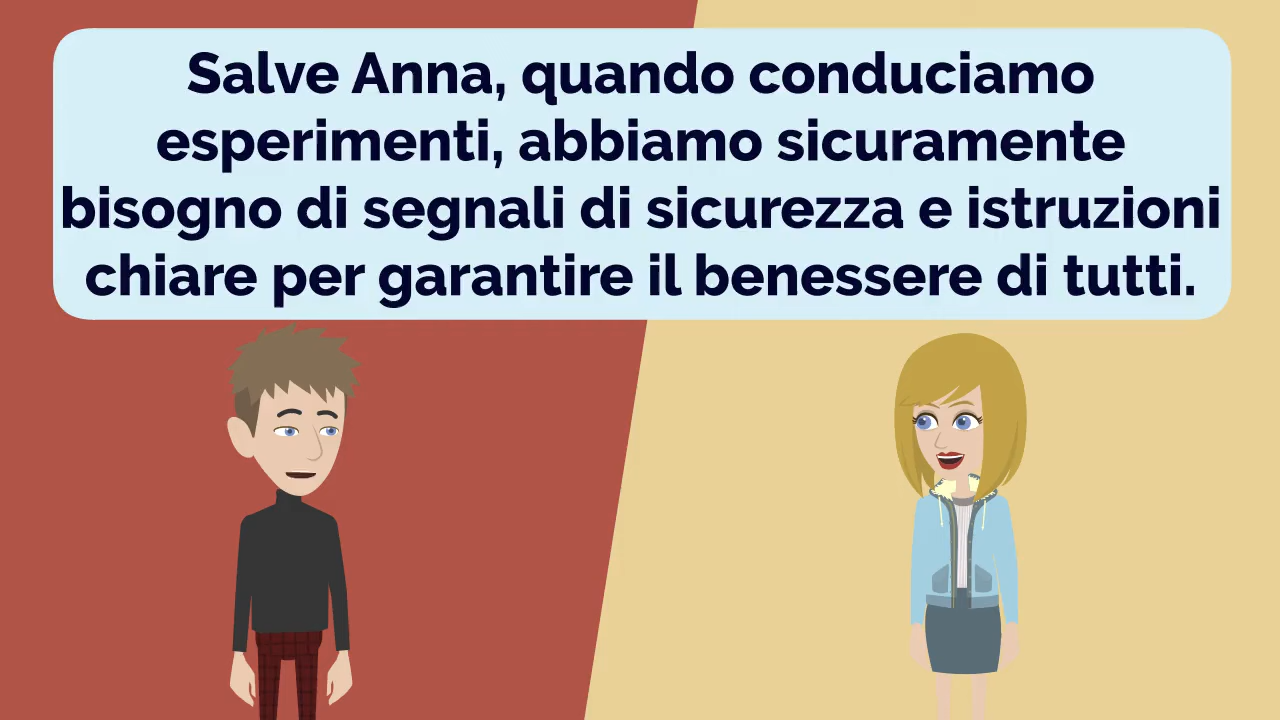 Salve Anna, quando conduciamo
esperimenti, abbiamo sicuramente
bisogno di segnali di sicurezza e istruzioni
chiare per garantire il benessere di tutti.